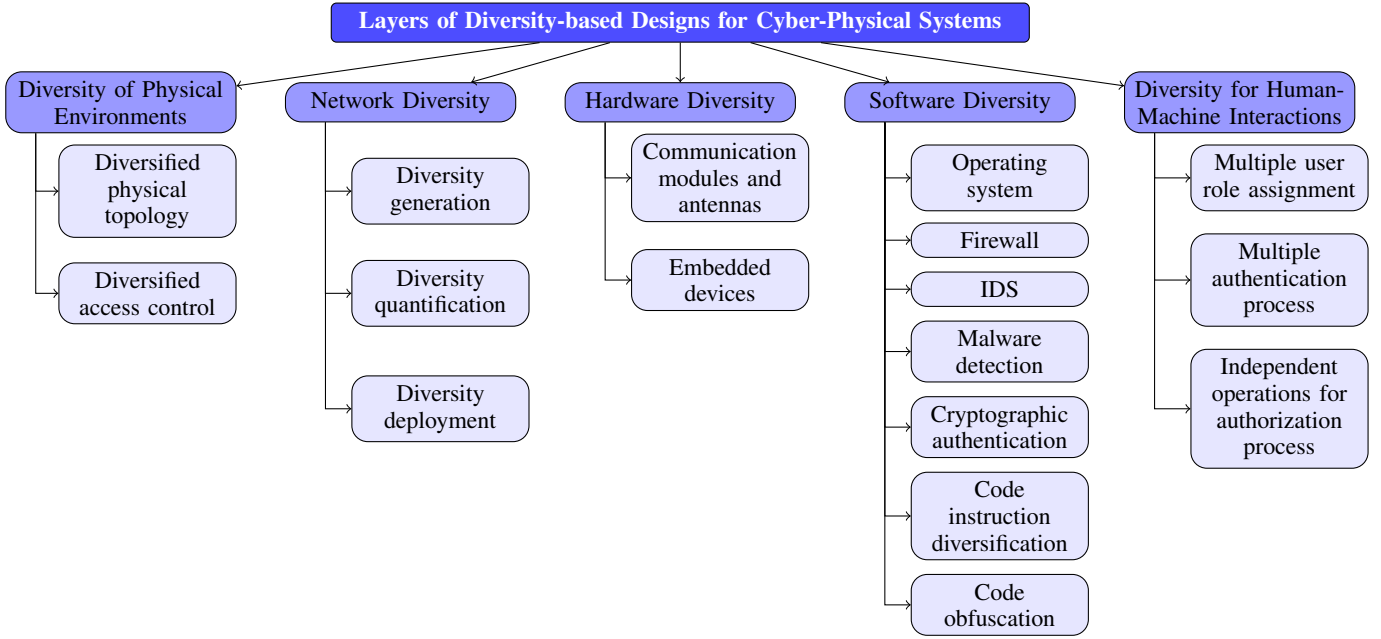 Layers of Diversity-based Designs for Cyber-Physical Systems
Diversity of Physical
Environments
Diversified
physical
topology
Diversified
access control
Network Diversity
Diversity
generation
Diversity
quantification
Diversity
deployment
Hardware Diversity
Communication
modules and
antennas
Embedded
devices
Software Diversity
Operating
system
Firewall
IDS
Malware
detection
Cryptographic
authentication
Code
instruction
diversification
Code
obfuscation
Diversity for Human-
Machine Interactions
Multiple user
role assignment
Multiple
authentication
process
Independent
operations for
authorization
process